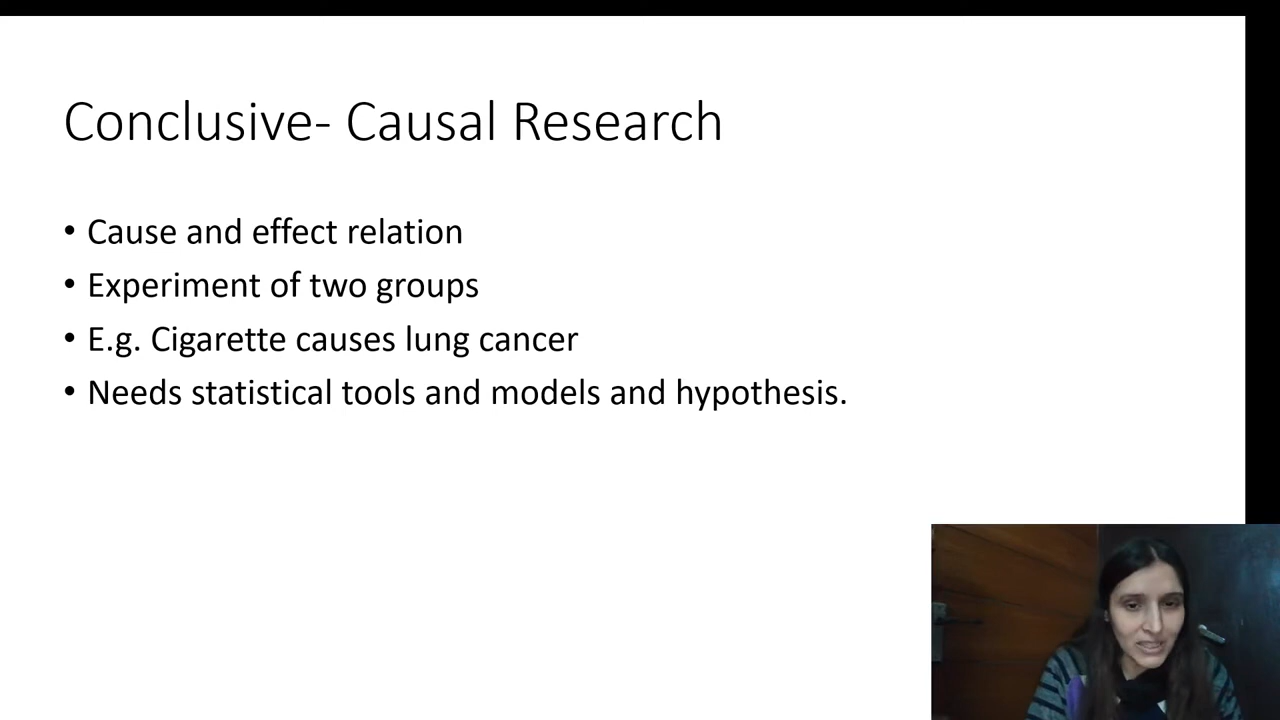 Conclusive- Causal Research
• Cause and effect relation
• Experiment of two groups
• E.g. Cigarette causes lung cancer
• Needs statistical tools and models and hypothesis.